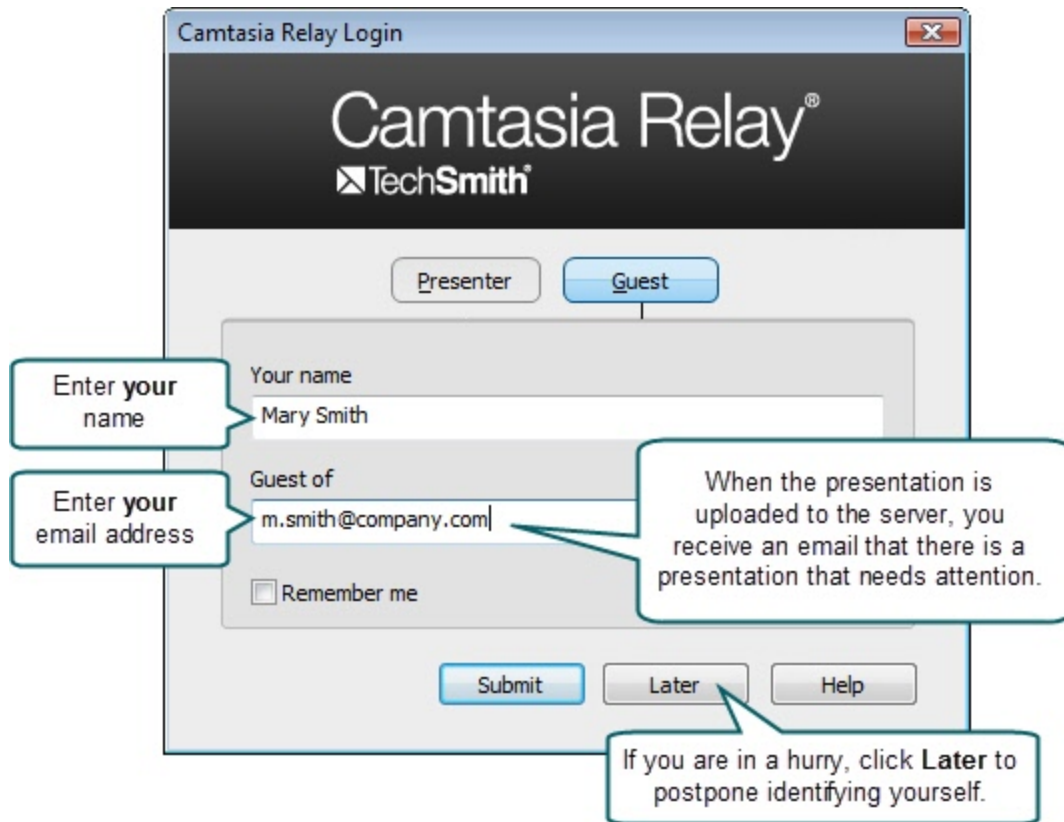 Camtasia Relay Login
Camtasia Relay®
TechSmith®
Presenter
Guest
Enter your
name
Your name
Mary Smith
Enter your
email address
Guest of
m.smith@company.com
When the presentation is
uploaded to the server, you
receive an email that there is a
presentation that needs attention.
Remember me
Submit
Later
Help
If you are in a hurry, click Later to
postpone identifying yourself.